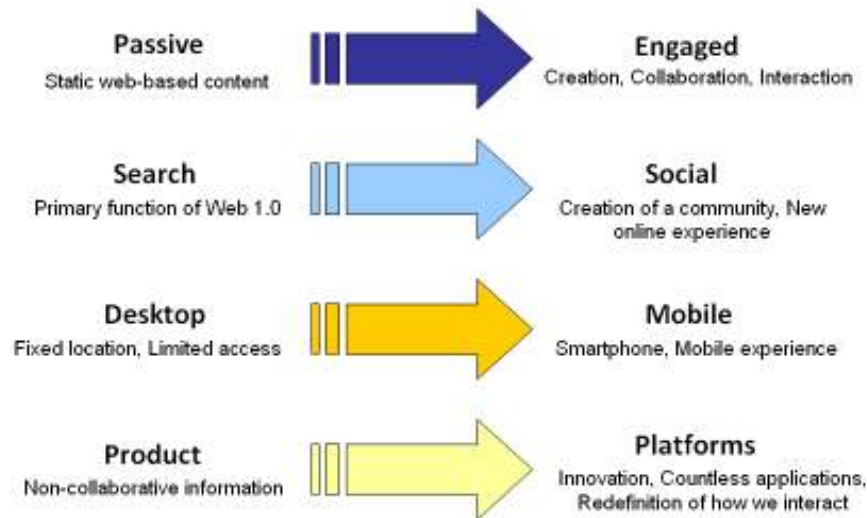 Passive
Static web-based content
Engaged
Creation, Collaboration, Interaction
Search
Primary function of Web 1.0
Social
Creation of a community, New
online experience
Desktop
Fixed location, Limited access
Mobile
Smartphone, Mobile experience
Product
Non-collaborative information
Platforms
Innovation, Countless applications,
Redefinition of how we interact